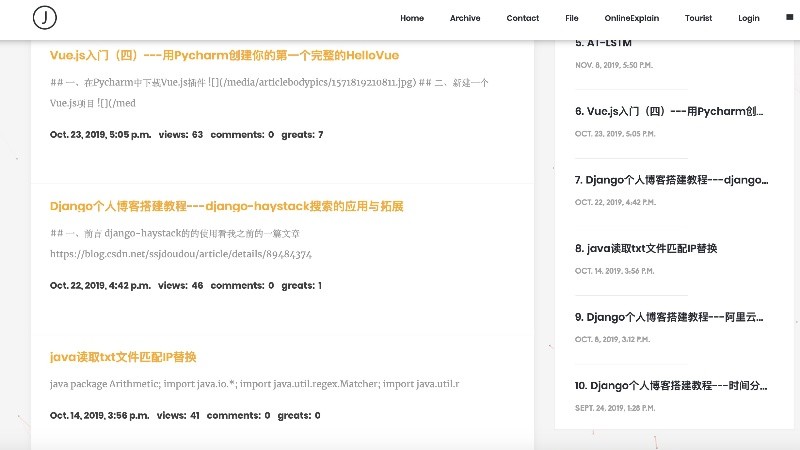 J
Home Archive Contact File OnlineExplain Tourist Login
Vue.js入门（四）---用Pycharm创建你的第一个完整的HelloVue
## 一、在Pycharm中下载Vue.js插件 ![](/media/articlebodypics/1571819210811.jpg) ## 二、新建一个
Vue.js项目 ![](/med
Oct. 23, 2019, 5:05 p.m. views: 63 comments: 0 greats: 7
Django个人博客搭建教程---django-haystack搜索的应用与拓展
## 一、前言 django-haystack的的使用看我之前的一篇文章
https://blog.csdn.net/ssjdoudou/article/details/89484374
Oct. 22, 2019, 4:42 p.m. views: 46 comments: 0 greats: 1
java读取txt文件匹配IP替换
java package Arithmetic; import java.io.*; import java.util.regex.Matcher; import java.util.r
Oct. 14, 2019, 3:56 p.m. views: 41 comments: 0 greats: 0
5. AT-LSTM
NOV. 8, 2019, 5:50 P.M.
6. Vue.js入门（四）---用Pycharm创...
OCT. 23, 2019, 5:05 P.M.
7. Django个人博客搭建教程---django...
OCT. 22, 2019, 4:42 P.M.
8. java读取txt文件匹配IP替换
OCT. 14, 2019, 3:56 P.M.
9. Django个人博客搭建教程---阿里云...
OCT. 8, 2019, 3:12 P.M.
10. Django个人博客搭建教程---时间分...
SEPT. 24, 2019, 1:28 P.M.